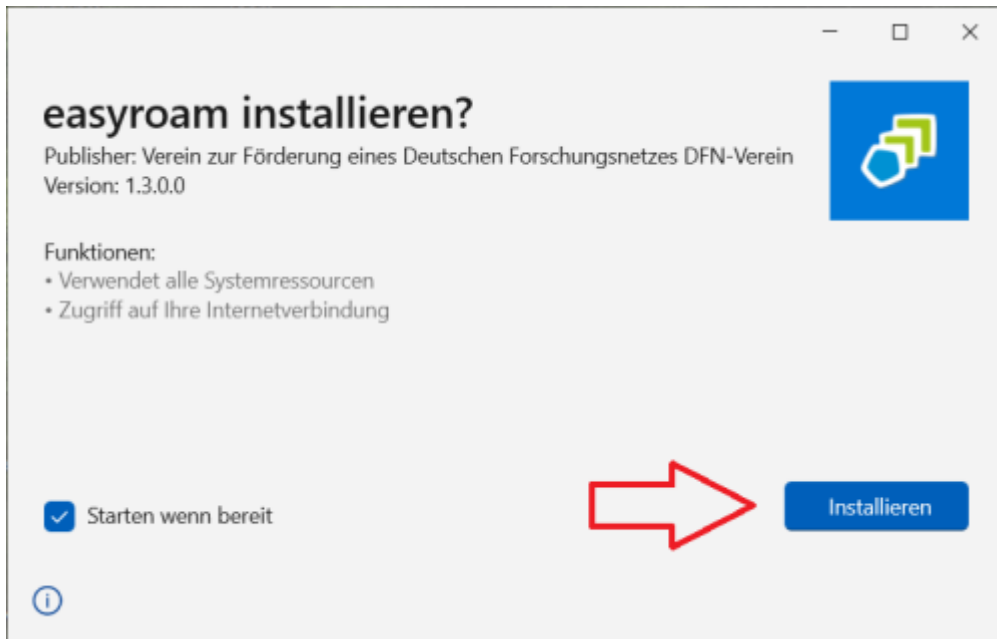 easyroam installieren?
Publisher: Verein zur Förderung eines Deutschen Forschungsnetzes DFN-Verein
Version: 1.3.0.0
Funktionen:
• Verwendet alle Systemressourcen
• Zugriff auf Ihre Internetverbindung
Starten wenn bereit
Installieren